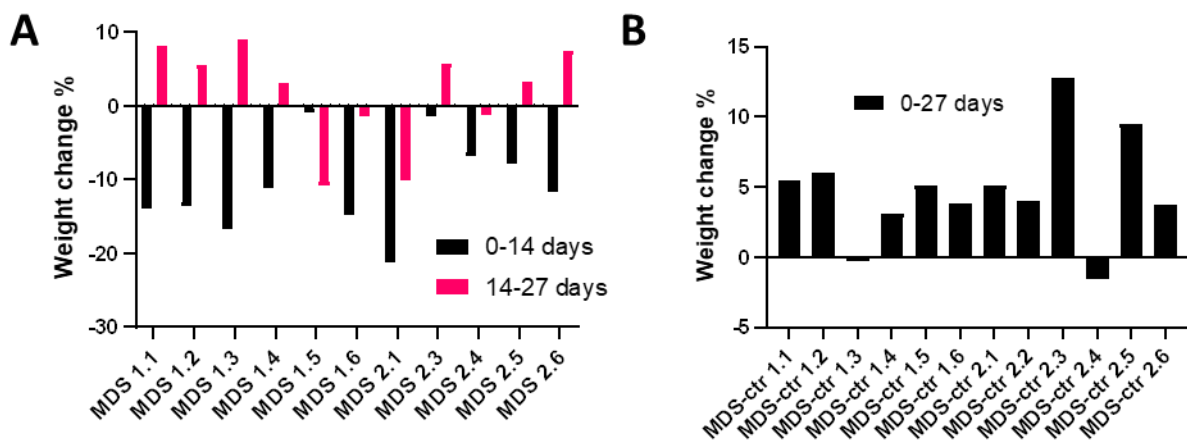 A
Weight change %
10
0
-10
-20
-30
0-14 days
14-27 days
MDS 1.1
MDS 1.2
MDS 1.3
MDS 1.4
MDS 1.5
MDS 1.6
MDS 2.1
MDS 2.3
MDS 2.4
MDS 2.5
MDS 2.6
B
Weight change %
15
10
5
0
-5
0-27 days
MDS-ctr 1.1
MDS-ctr 1.2
MDS-ctr 1.3
MDS-ctr 1.4
MDS-ctr 1.5
MDS-ctr 1.6
MDS-ctr 2.1
MDS-ctr 2.2
MDS-ctr 2.3
MDS-ctr 2.4
MDS-ctr 2.5
MDS-ctr 2.6